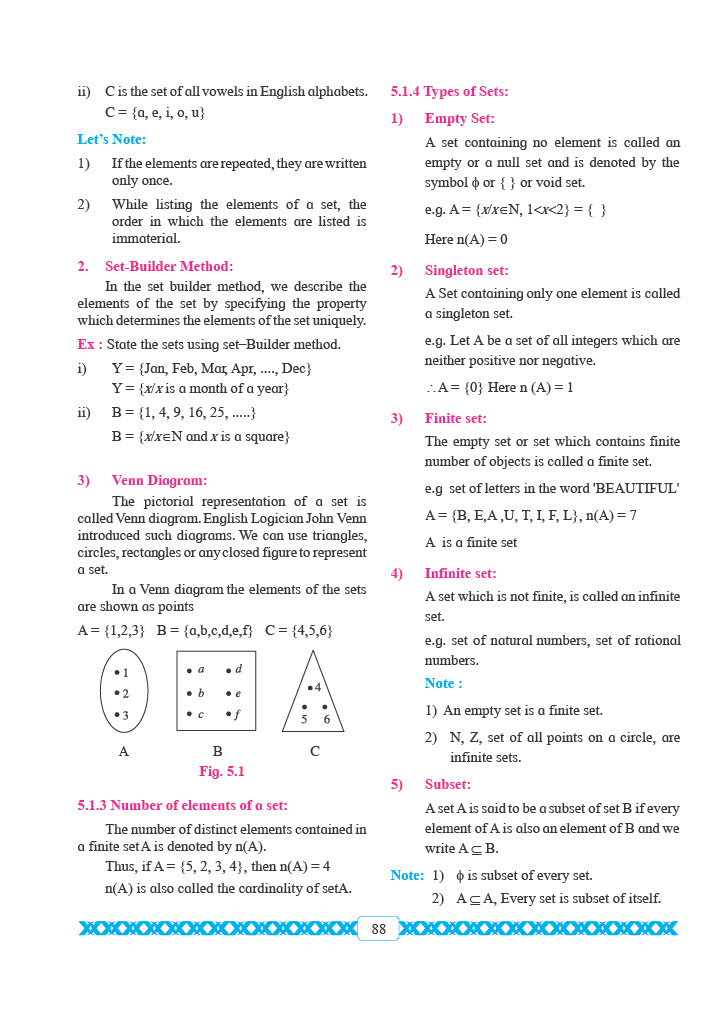 ii) C is the set of all vowels in English alphabets.
C = {a, e, i, o, u}
Let's Note:
1) If the elements are repeated, they are written
only once.
2) While listing the elements of a set, the
order in which the elements are listed is
immaterial.
2. Set-Builder Method:
In the set builder method, we describe the
elements of the set by specifying the property
which determines the elements of the set uniquely.
Ex : State the sets using set–Builder method.
i) Y = {Jan, Feb, Mar, Apr, ...., Dec}
Y = {x/x is a month of a year}
ii) B = {1, 4, 9, 16, 25, .....}
B = {x/x∈N and x is a square}
3) Venn Diagram:
The pictorial representation of a set is
called Venn diagram. English Logician John Venn
introduced such diagrams. We can use triangles,
circles, rectangles or any closed figure to represent
a set.
In a Venn diagram the elements of the sets
are shown as points
A = {1,2,3} B = {a,b,c,d,e,f} C = {4,5,6}
• 1
• 2
• 3
• a • d
• b • e
• c • f
• 4
• •
5 6
A B C
Fig. 5.1
5.1.3 Number of elements of a set:
The number of distinct elements contained in
a finite set A is denoted by n(A).
Thus, if A = {5, 2, 3, 4}, then n(A) = 4
n(A) is also called the cardinality of setA.
5.1.4 Types of Sets:
1) Empty Set:
A set containing no element is called an
empty or a null set and is denoted by the
symbol ϕ or { } or void set.
e.g. A = {x/x∈N, 1<x<2} = { }
Here n(A) = 0
2) Singleton set:
A Set containing only one element is called
a singleton set.
e.g. Let A be a set of all integers which are
neither positive nor negative.
∴ A = {0} Here n (A) = 1
3) Finite set:
The empty set or set which contains finite
number of objects is called a finite set.
e.g set of letters in the word 'BEAUTIFUL'
A = {B, E,A ,U, T, I, F, L}, n(A) = 7
A is a finite set
4) Infinite set:
A set which is not finite, is called an infinite
set.
e.g. set of natural numbers, set of rational
numbers.
Note :
1) An empty set is a finite set.
2) N, Z, set of all points on a circle, are
infinite sets.
5) Subset:
A set A is said to be a subset of set B if every
element of A is also an element of B and we
write A ⊆ B.
Note: 1) ϕ is subset of every set.
2) A ⊆ A, Every set is subset of itself.
88